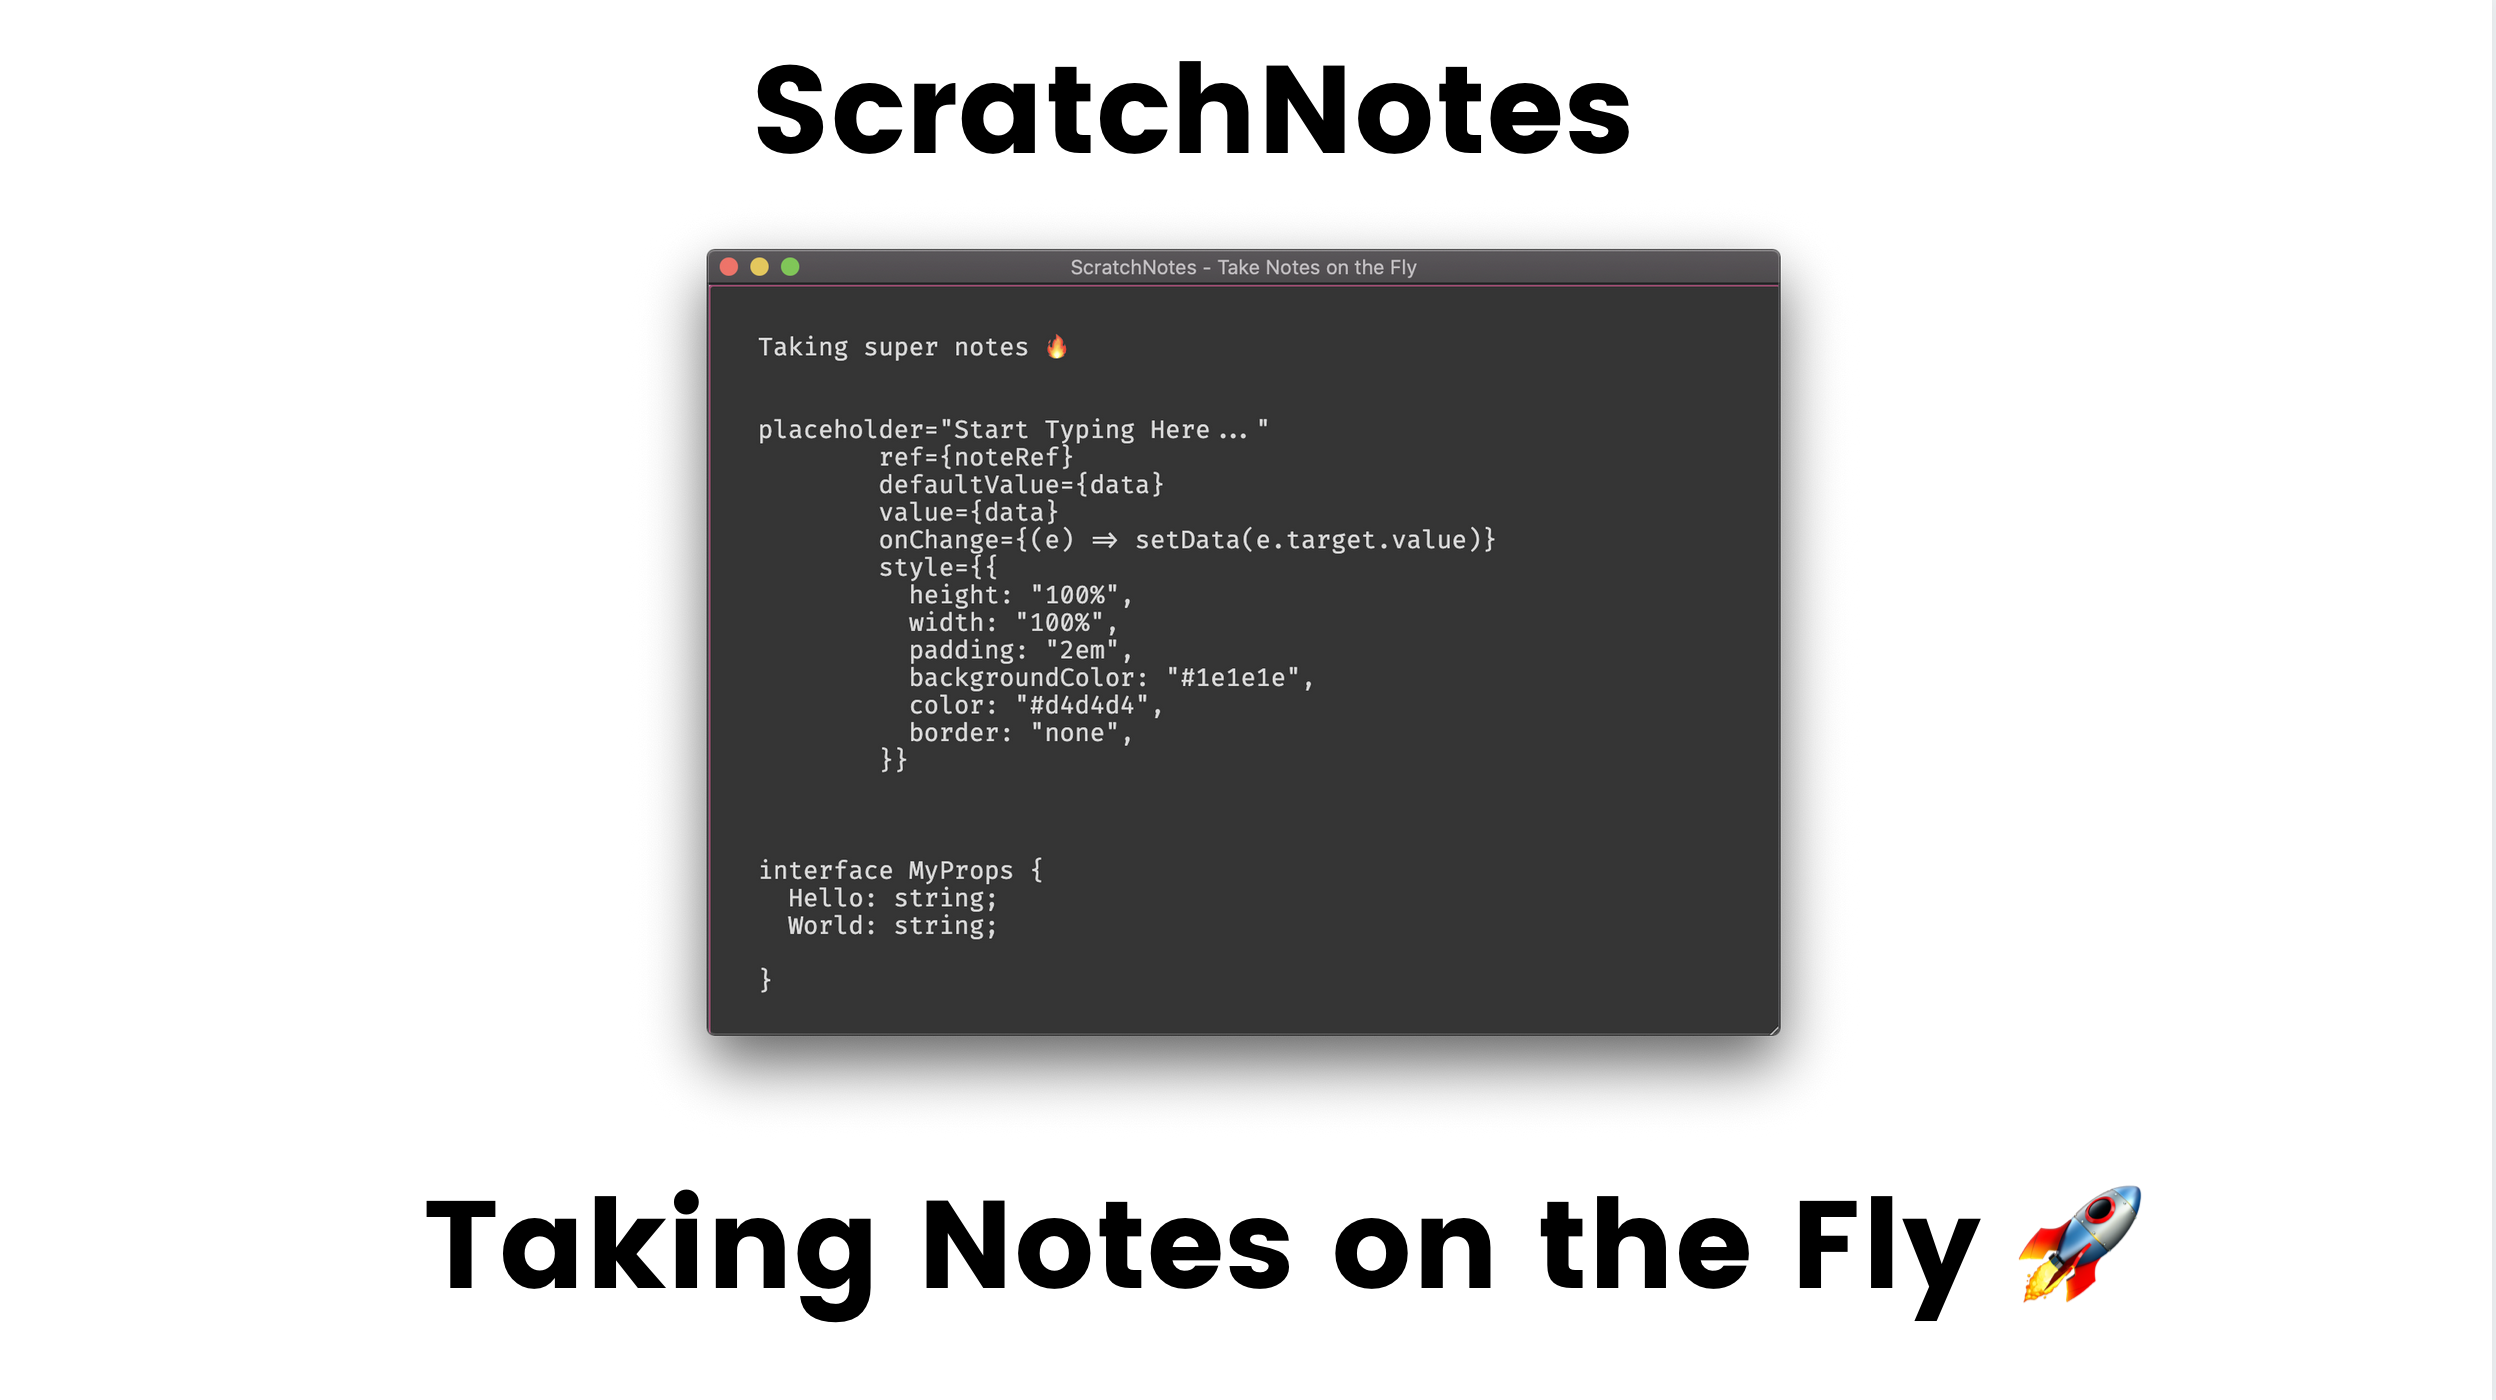 ScratchNotes
ScratchNotes - Take Notes on the Fly
Taking super notes 🔥
placeholder="Start Typing Here..."
ref={noteRef}
defaultValue={data}
value={data}
onChange={(e) => setData(e.target.value)}
style={{
height: "100%",
width: "100%",
padding: "2em",
backgroundColor: "#1e1e1e",
color: "#d4d4d4",
border: "none",
}}
interface MyProps {
Hello: string;
World: string;
}
Taking Notes on the Fly 🚀